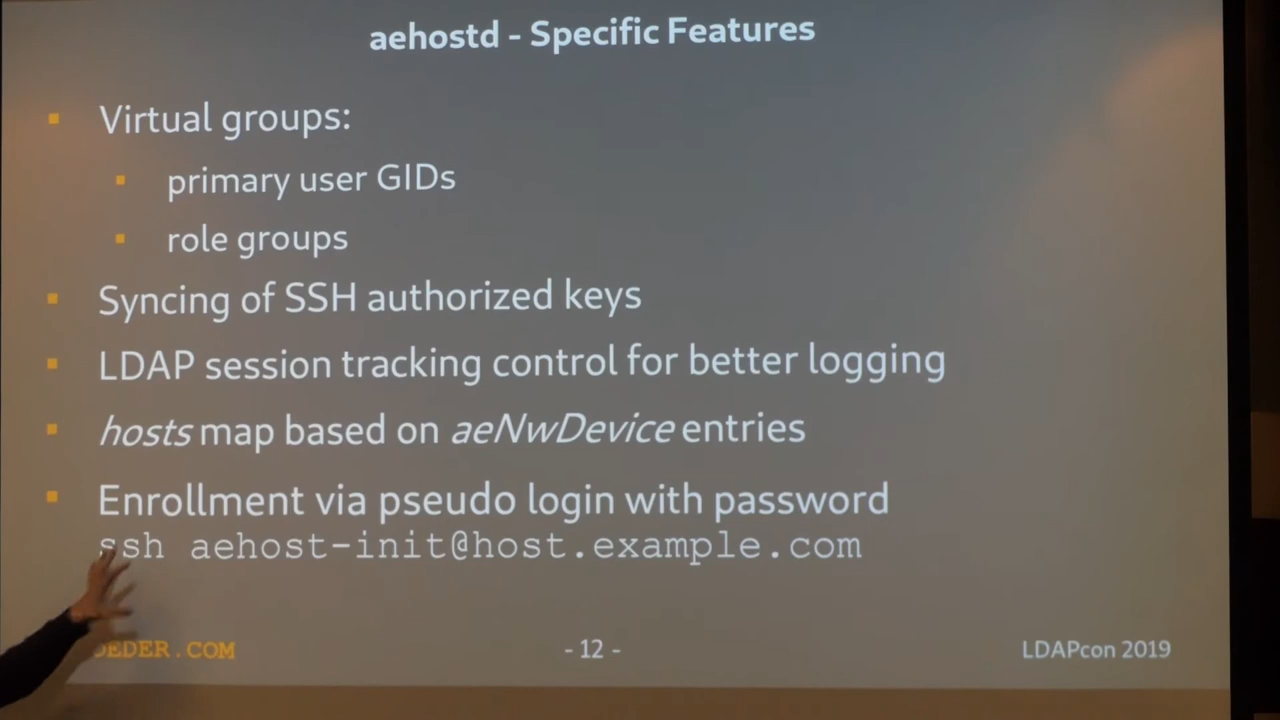 aehostd - Specific Features
Virtual groups:
primary user GIDs
role groups
Syncing of SSH authorized keys
LDAP session tracking control for better logging
hosts map based on aeNwDevice entries
Enrollment via pseudo login with password
ssh aehost-init@host.example.com
- 12 -
LDAPcon 2019